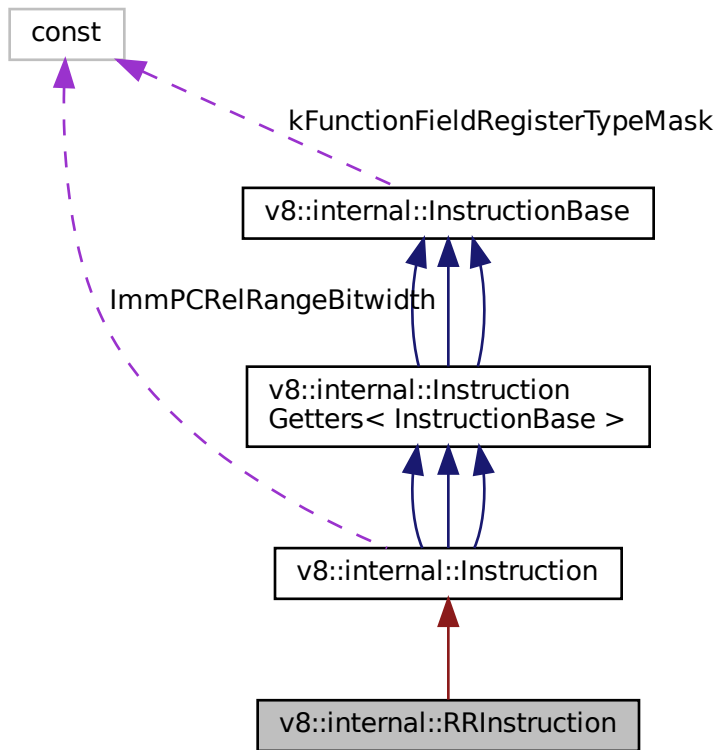 const
kFunctionFieldRegisterTypeMask
v8::internal::InstructionBase
ImmPCRelRangeBitwidth
v8::internal::Instruction
Getters< InstructionBase >
v8::internal::Instruction
v8::internal::RRInstruction